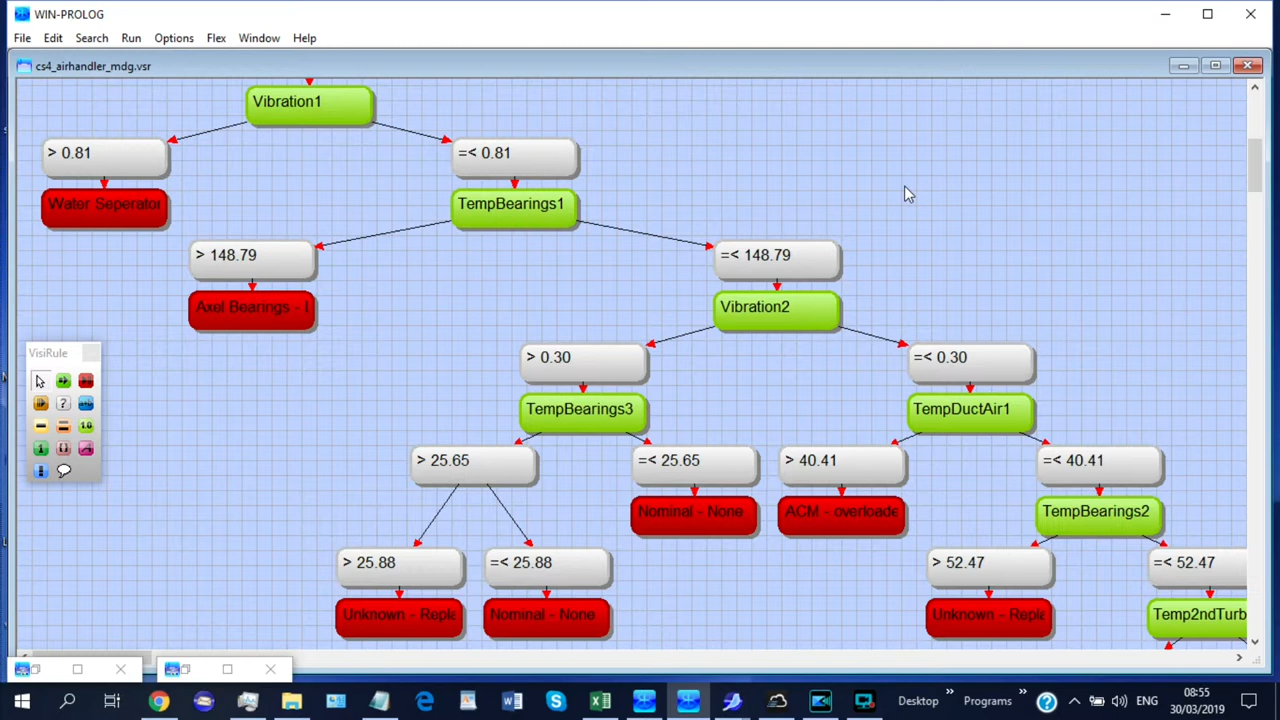 WIN-PROLOG
File Edit Search Run Options Flex Window Help
cs4_airhandler_mdg.vsr
Vibration1
> 0.81
=< 0.81
Water Seperator
TempBearings1
> 148.79
=< 148.79
Axel Bearings -
Vibration2
> 0.30
=< 0.30
TempBearings3
TempDuctAir1
> 25.65
=< 25.65
> 40.41
=< 40.41
Nominal - None
ACM - overloade
TempBearings2
> 25.88
=< 25.88
> 52.47
=< 52.47
Unknown - Repla
Nominal - None
Unknown - Repla
Temp2ndTurb
VisiRule
1.0
Desktop
Programs
ENG
08:55
30/03/2019